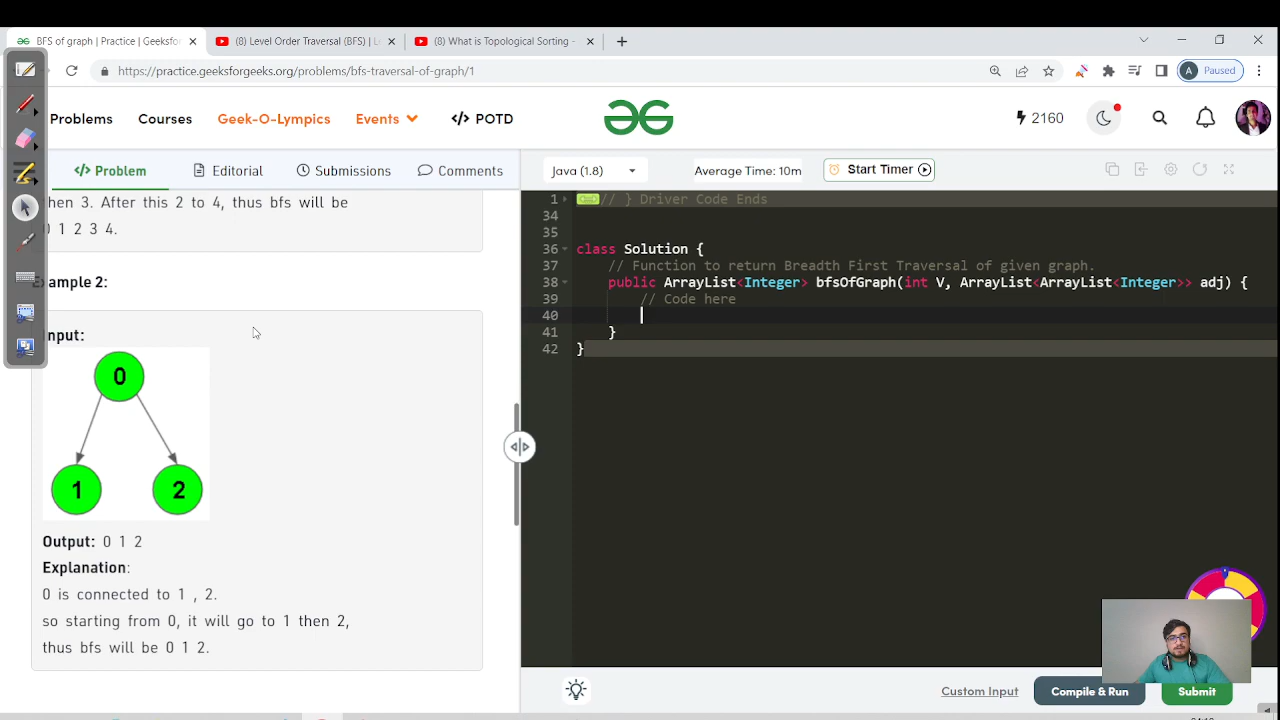 BFS of graph | Practice | Geeksfor
(8) Level Order Traversal (BFS) | L
(8) What is Topological Sorting -
https://practice.geeksforgeeks.org/problems/bfs-traversal-of-graph/1
A Paused
Problems Courses Geek-O-Lympics Events </> POTD
2160
</> Problem Editorial Submissions Comments
Java (1.8) Average Time: 10m Start Timer
hen 3. After this 2 to 4, thus bfs will be
0 1 2 3 4.
ample 2:
nput:
0
1 2
Output: 0 1 2
Explanation:
0 is connected to 1 , 2.
so starting from 0, it will go to 1 then 2,
thus bfs will be 0 1 2.
1 // } Driver Code Ends
34
35
36 class Solution {
37 // Function to return Breadth First Traversal of given graph.
38 public ArrayList<Integer> bfsOfGraph(int V, ArrayList<ArrayList<Integer>> adj) {
39 // Code here
40
41 }
42 }
Custom Input Compile & Run Submit